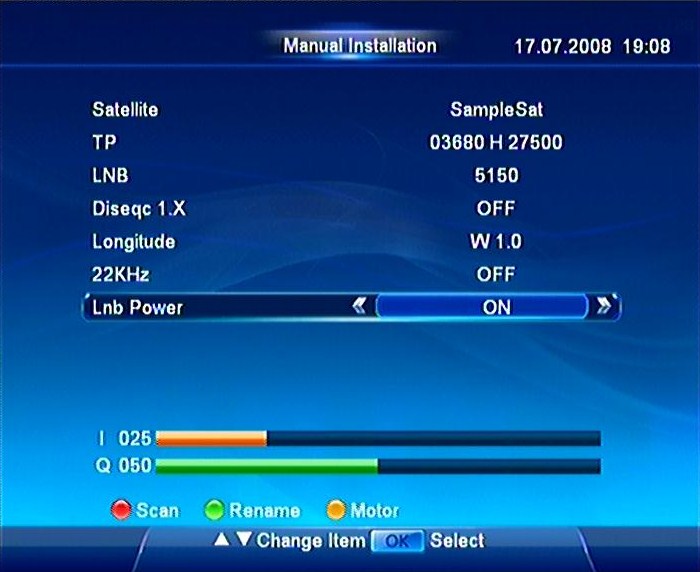 Manual Installation 17.07.2008 19:08
Satellite SampleSat
TP 03680 H 27500
LNB 5150
Diseqc 1.X OFF
Longitude W 1.0
22KHz OFF
Lnb Power ON
I 025
Q 050
Scan Rename Motor
Change Item OK Select